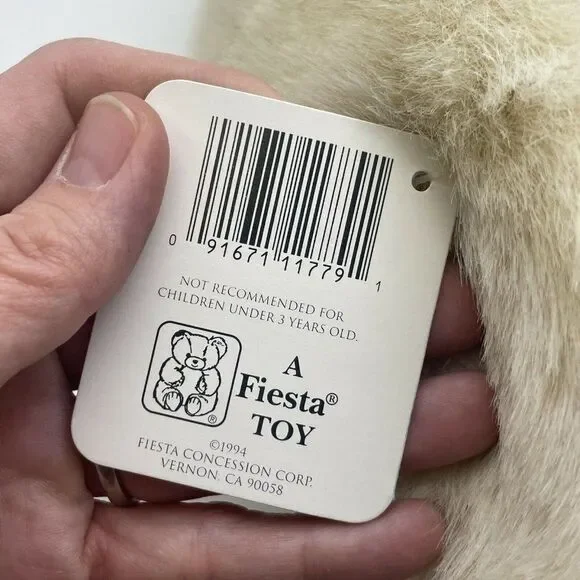 0 91671 11779 1
NOT RECOMMENDED FOR
CHILDREN UNDER 3 YEARS OLD.
A
Fiesta®
TOY
®
©1994
FIESTA CONCESSION CORP.
VERNON, CA 90058